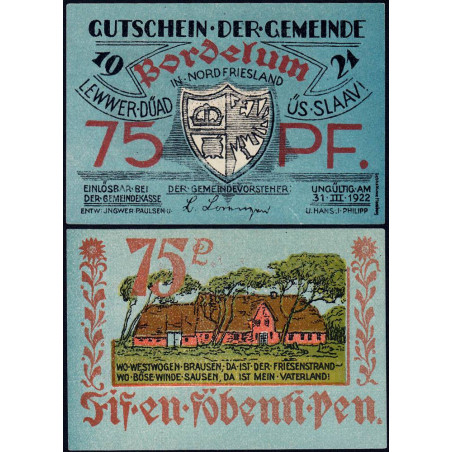 GUTSCHEIN·DER·GEMEINDE
19 Bordelum 21
IN·NORDFRIESLAND
LEWWER·DÜAD ÜS·SLAAV!
75 PF.
EINLÖSBAR·BEI DER·GEMEINDEVORSTEHER: UNGÜLTIG·AM
DER·GEMEINDEKASSE L. Lorenzen 31·III·1922
ENTW: INGWER·PAULSEN·U· U·HANS·J·PHILIPP
75 ₰
WO·WESTWOGEN·BRAUSEN, DA·IST·DER·FRIESENSTRAND—
WO·BÖSE·WINDE·SAUSEN, DA IST MEIN·VATERLAND!
Fif·en·söbenti·Pen.